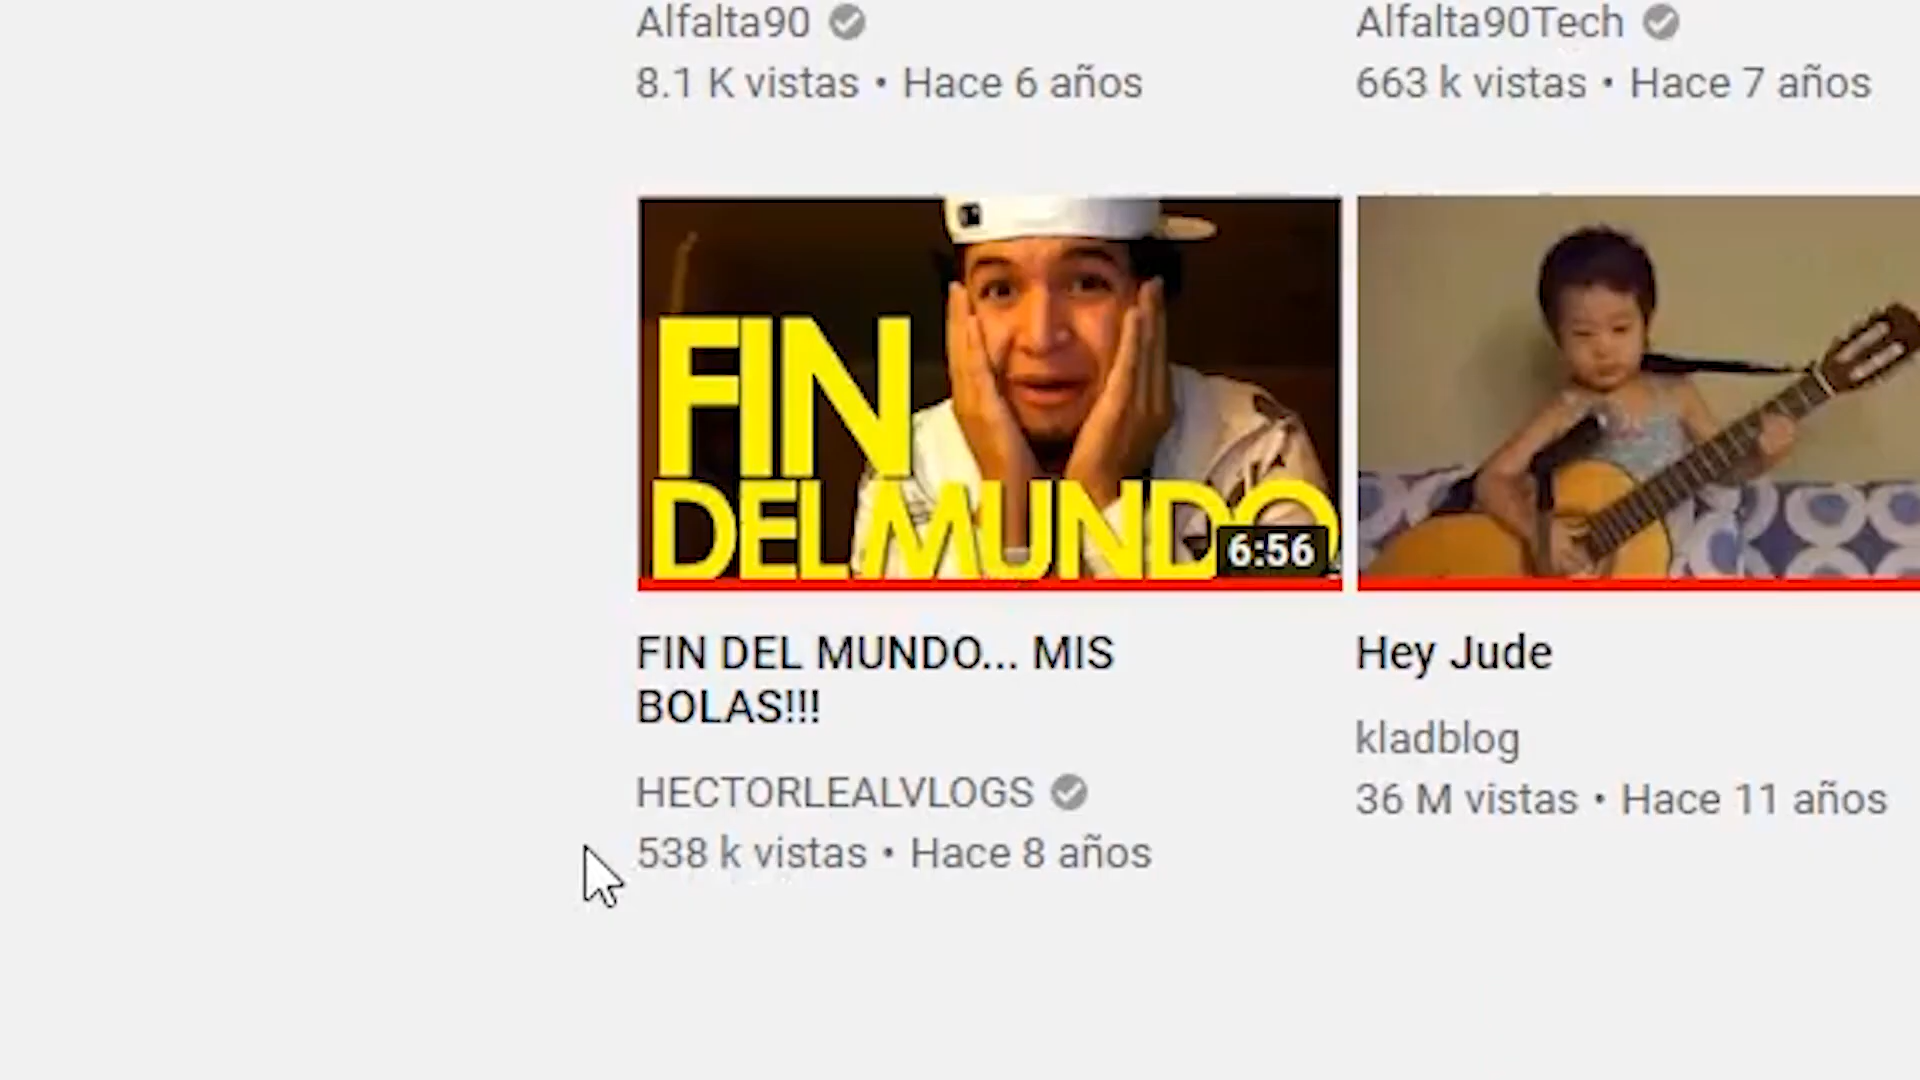 Alfalta90
8.1 K vistas • Hace 6 años
Alfalta90Tech
663 k vistas • Hace 7 años
FIN
DEL MUNDO
6:56
FIN DEL MUNDO... MIS
BOLAS!!!
HECTORLEALVLOGS
538 k vistas • Hace 8 años
Hey Jude
kladblog
36 M vistas • Hace 11 años